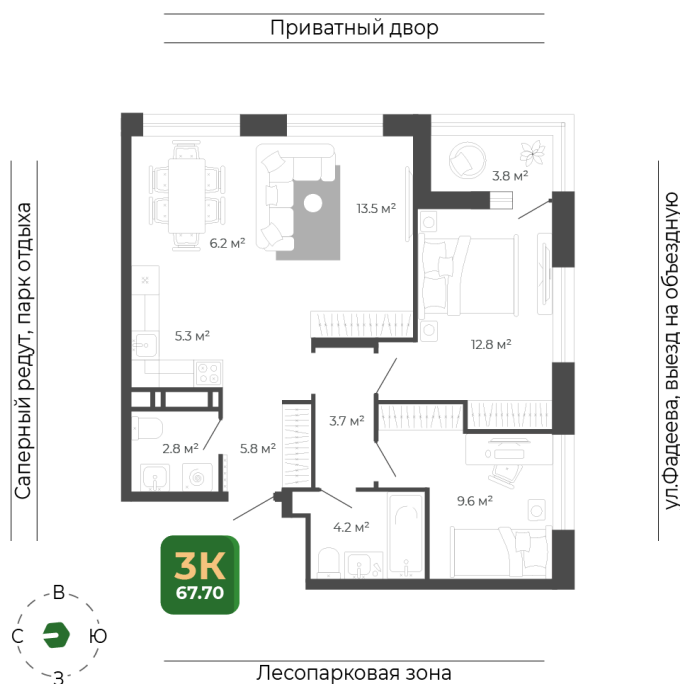 Приватный двор
Саперный редут, парк отдыха
ул.Фадеева, выезд на объездную
3.8 м²
13.5 м²
6.2 м²
5.3 м²
12.8 м²
3.7 м²
2.8 м²
5.8 м²
9.6 м²
4.2 м²
3К
67.70
В
С
Ю
З
Лесопарковая зона